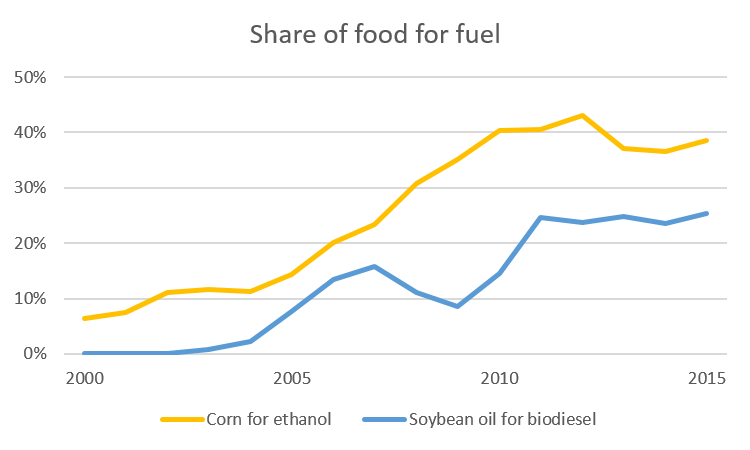 Share of food for fuel
50%
40%
30%
20%
10%
0%
2000 2005 2010 2015
Corn for ethanol Soybean oil for biodiesel